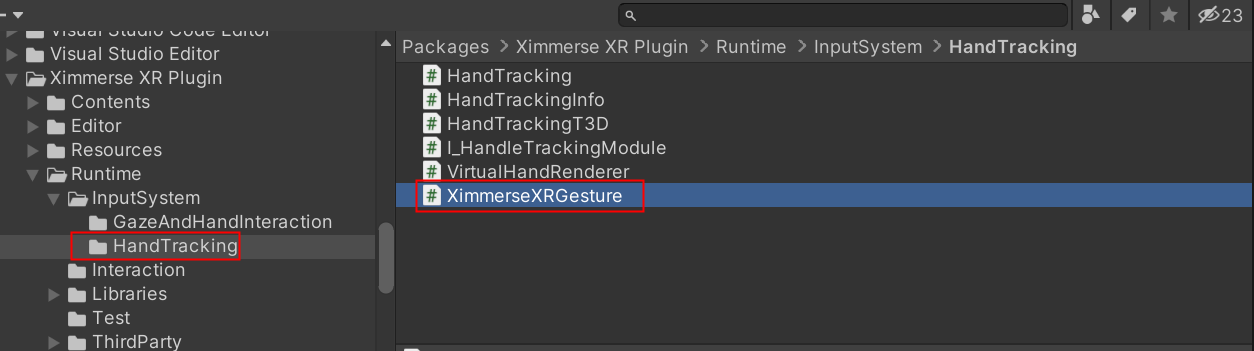 23
Visual Studio Code Editor
Visual Studio Editor
Ximmerse XR Plugin
Contents
Editor
Resources
Runtime
InputSystem
GazeAndHandInteraction
HandTracking
Interaction
Libraries
Test
ThirdParty
Packages > Ximmerse XR Plugin > Runtime > InputSystem > HandTracking
# HandTracking
# HandTrackingInfo
# HandTrackingT3D
# I_HandleTrackingModule
# VirtualHandRenderer
# XimmerseXRGesture